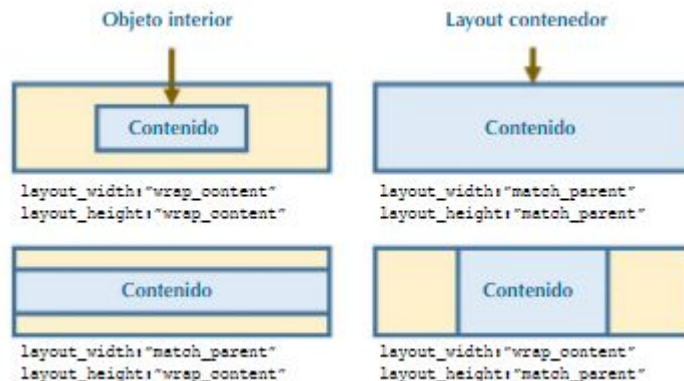 Objeto interior
Layout contenedor
Contenido
Contenido
layout_width:"wrap_content"
layout_height:"wrap_content"
layout_width:"match_parent"
layout_height:"match_parent"
Contenido
Contenido
layout_width:"match_parent"
layout_height:"wrap_content"
layout_width:"wrap_content"
layout_height:"match_parent"